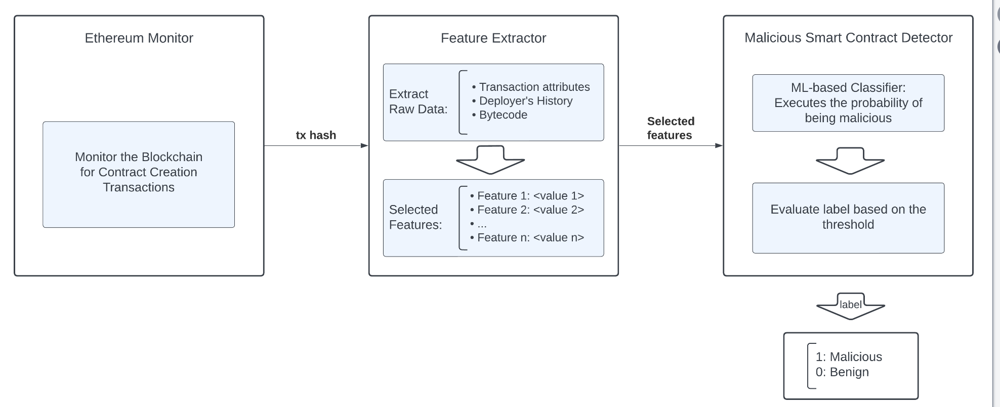 Ethereum Monitor
Monitor the Blockchain
for Contract Creation
Transactions
tx hash
Feature Extractor
Extract
Raw Data:
• Transaction attributes
• Deployer's History
• Bytecode
Selected
Features:
• Feature 1: <value 1>
• Feature 2: <value 2>
• ...
• Feature n: <value n>
Selected
features
Malicious Smart Contract Detector
ML-based Classifier:
Executes the probability of
being malicious
Evaluate label based on the
threshold
label
1: Malicious
0: Benign